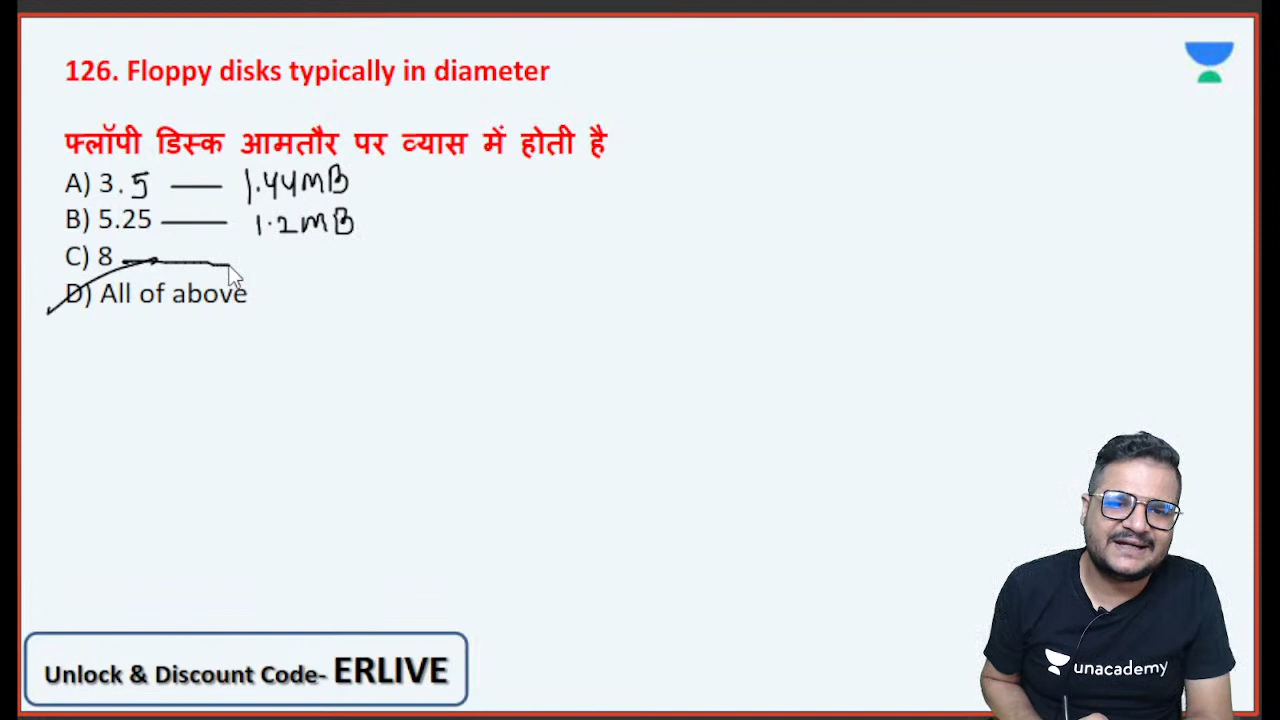 126. Floppy disks typically in diameter
फ्लॉपी डिस्क आमतौर पर व्यास में होती है
A) 3.5 — 1.44MB
B) 5.25 — 1.2MB
C) 8 —
D) All of above
unacademy
Unlock & Discount Code- ERLIVE